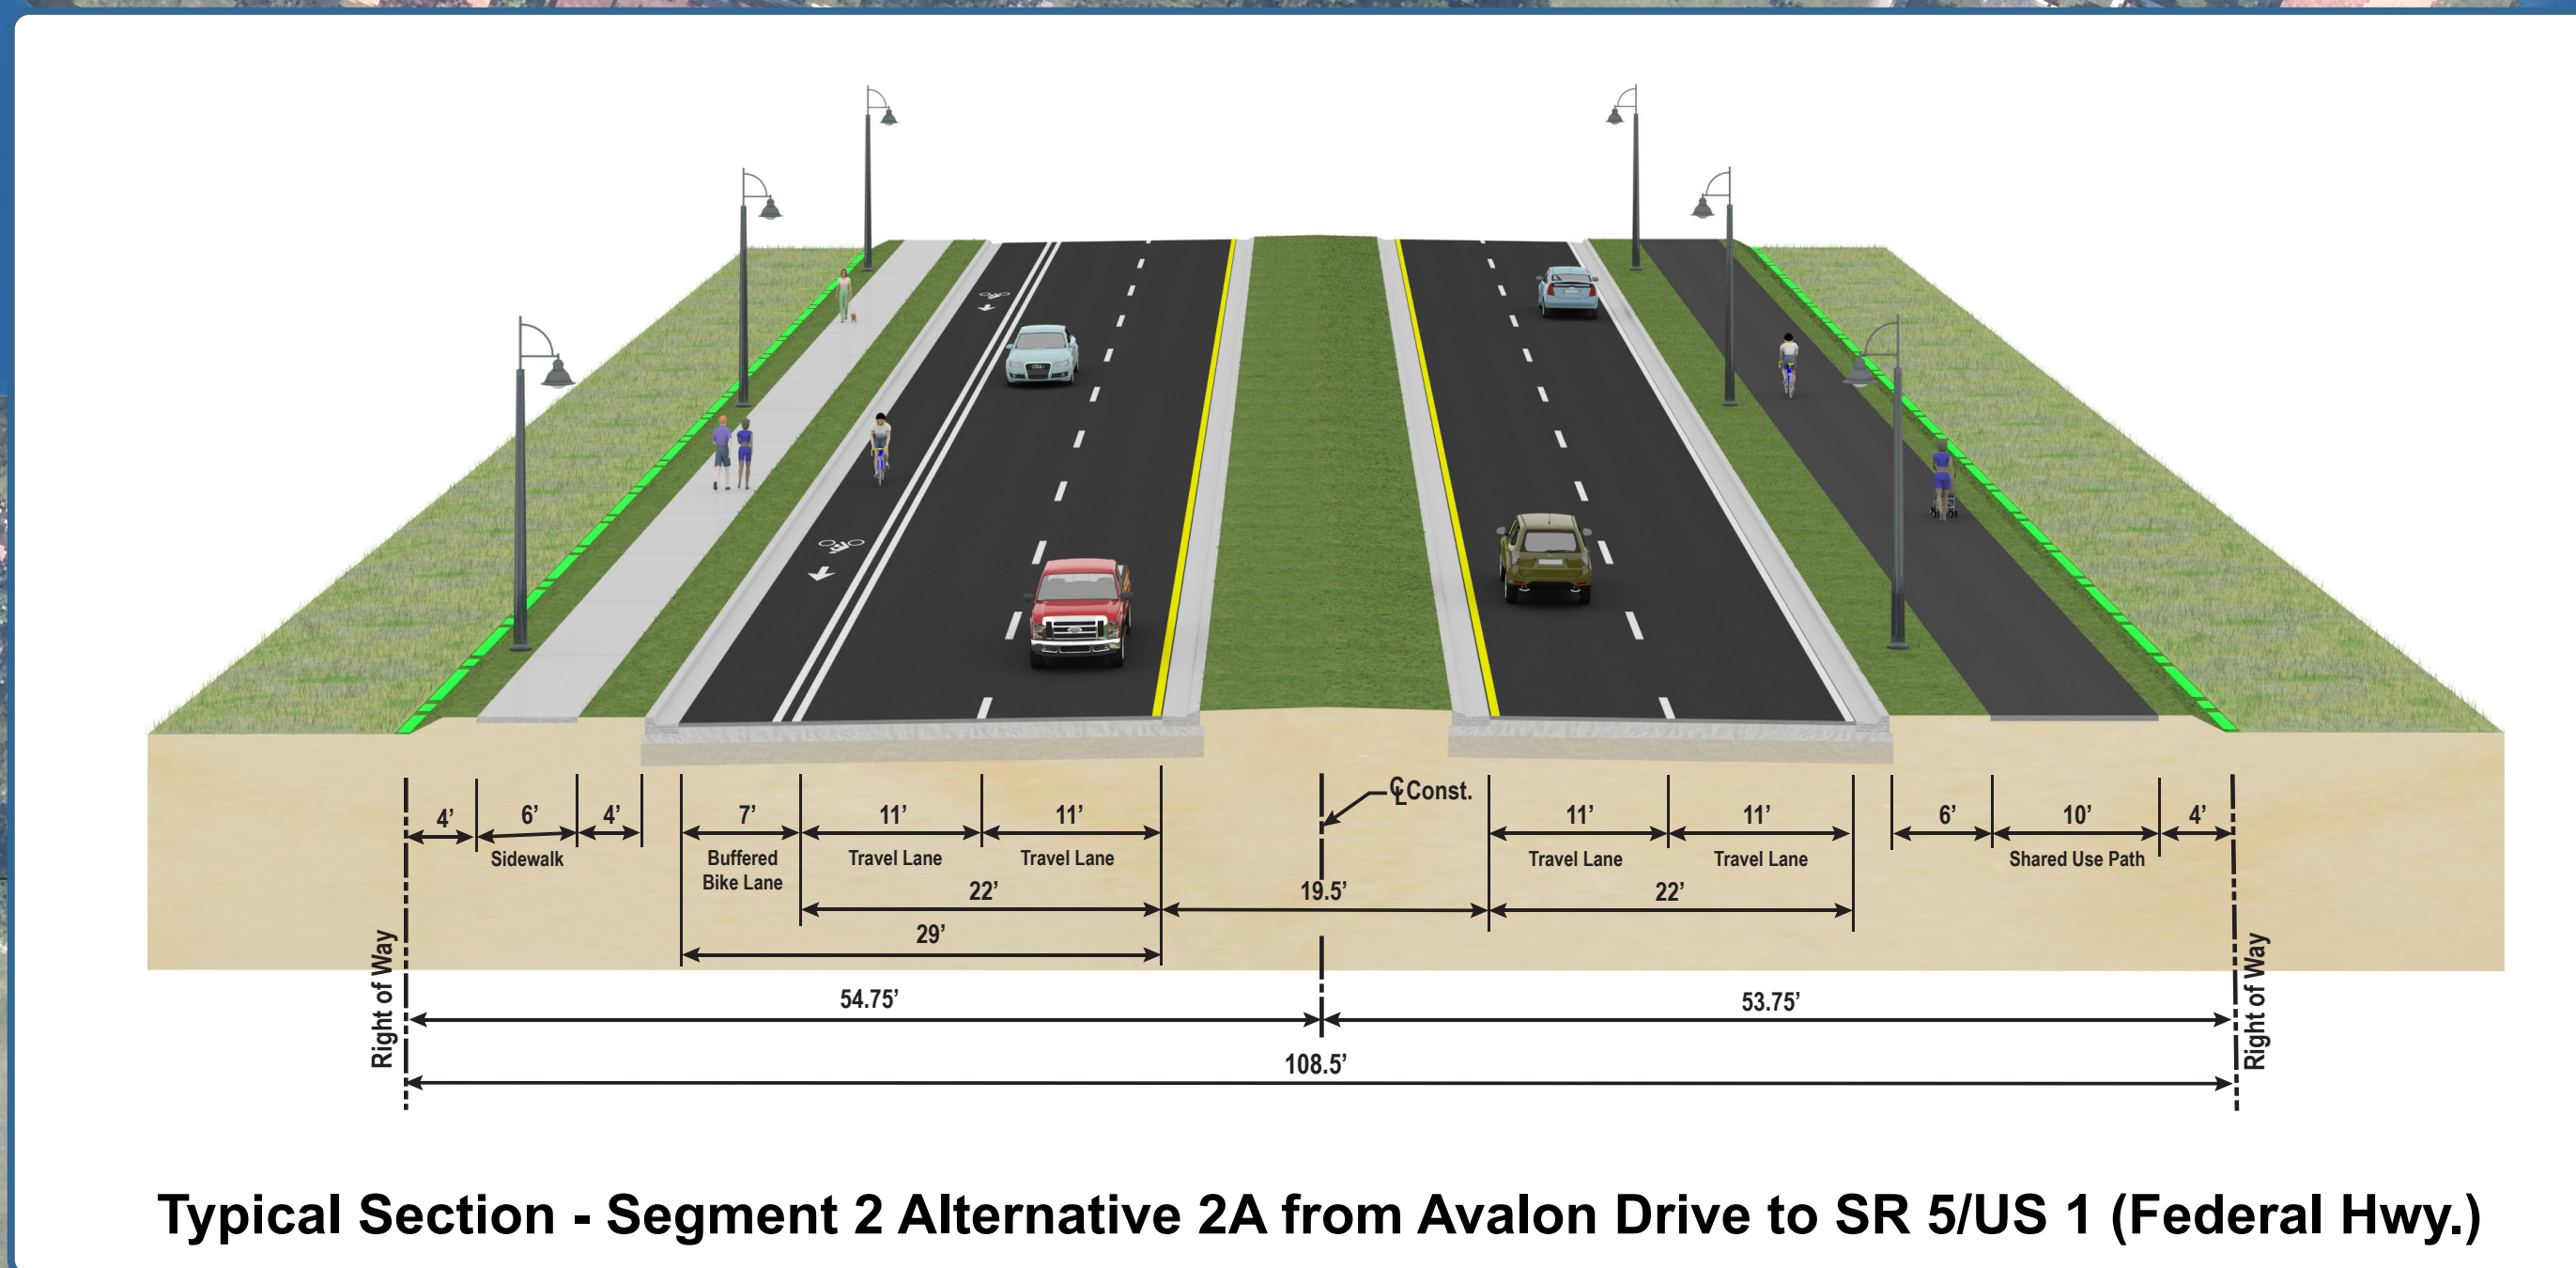 ℄ Const.
4’ 6’ 4’ 7’ 11’ 11’ 11’ 11’ 6’ 10’ 4’
Sidewalk Buffered Travel Lane Travel Lane Travel Lane Travel Lane Shared Use Path
Bike Lane
22’ 19.5’ 22’
29’
Right of Way
Right of Way
54.75’ 53.75’
108.5’
Typical Section - Segment 2 Alternative 2A from Avalon Drive to SR 5/US 1 (Federal Hwy.)